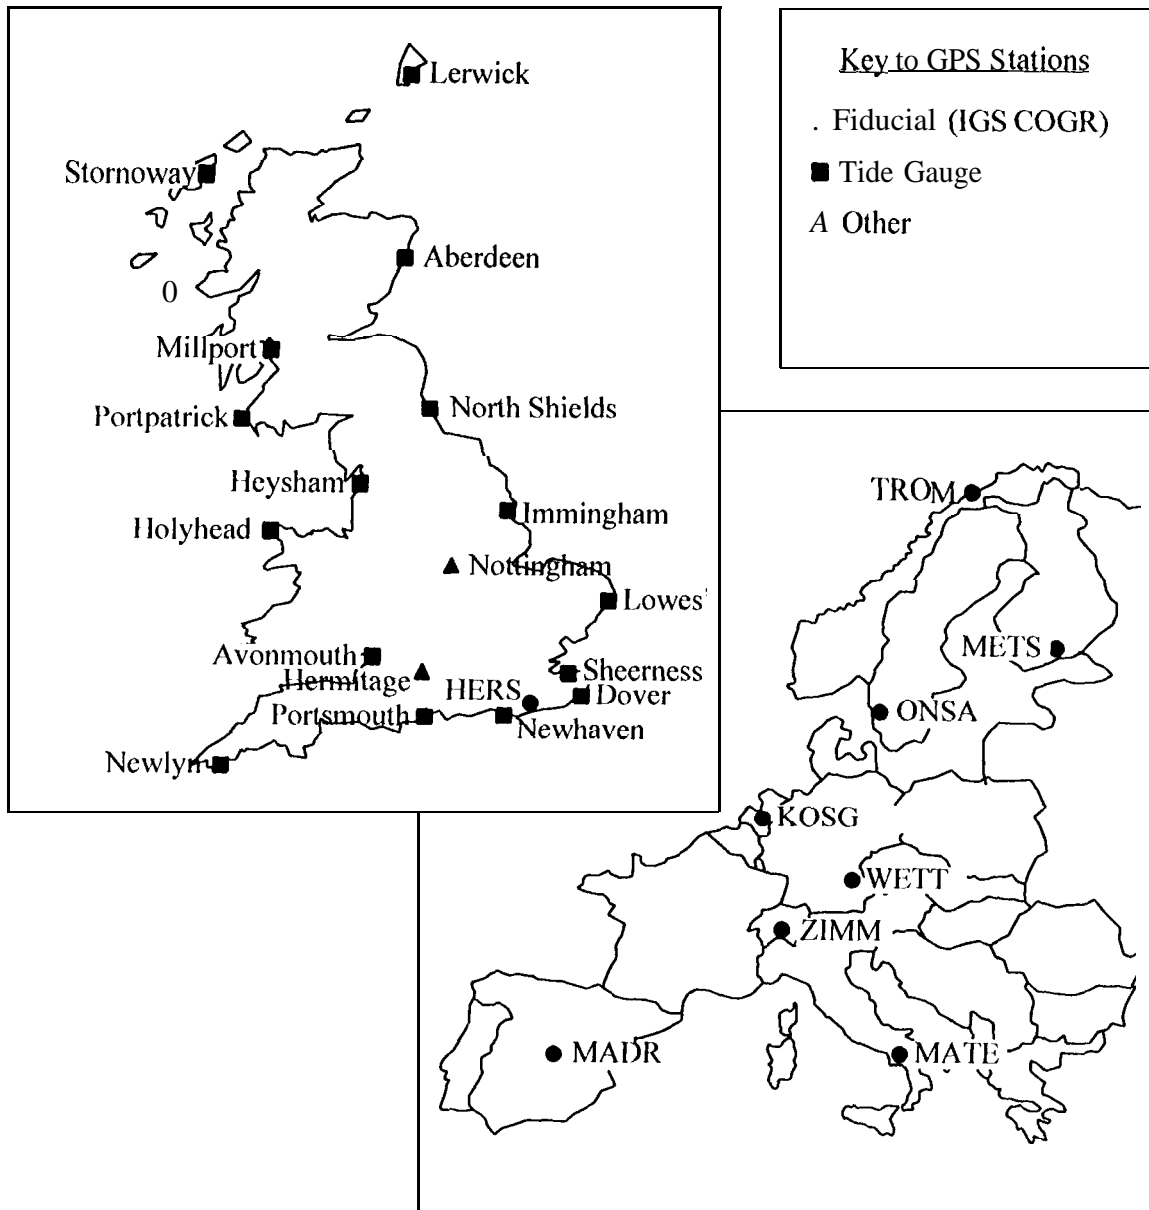 Lerwick
Stornoway
Aberdeen
0
Millport
Portpatrick
North Shields
Heysham
Holyhead
Immingham
Nottingham
Lowes'
Avonmouth
Hermitage
HERS
Sheerness
Dover
Portsmouth
Newhaven
Newlyn
Key to GPS Stations
. Fiducial (IGS COGR)
■ Tide Gauge
A Other
TROM
METS
ONSA
KOSG
WETT
ZIMM
MADR
MATE